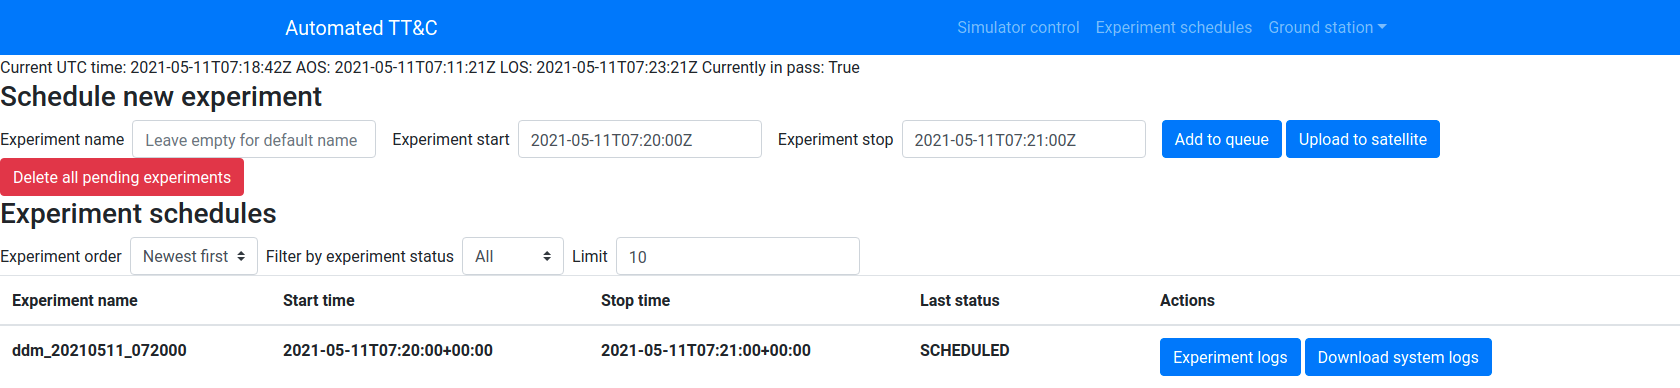 Automated TT&C Simulator control Experiment schedules Ground station
Current UTC time: 2021-05-11T07:18:42Z AOS: 2021-05-11T07:11:21Z LOS: 2021-05-11T07:23:21Z Currently in pass: True
Schedule new experiment
Experiment name Leave empty for default name Experiment start 2021-05-11T07:20:00Z Experiment stop 2021-05-11T07:21:00Z Add to queue Upload to satellite
Delete all pending experiments
Experiment schedules
Experiment order Newest first Filter by experiment status All Limit 10
Experiment name Start time Stop time Last status Actions
ddm_20210511_072000 2021-05-11T07:20:00+00:00 2021-05-11T07:21:00+00:00 SCHEDULED Experiment logs Download system logs